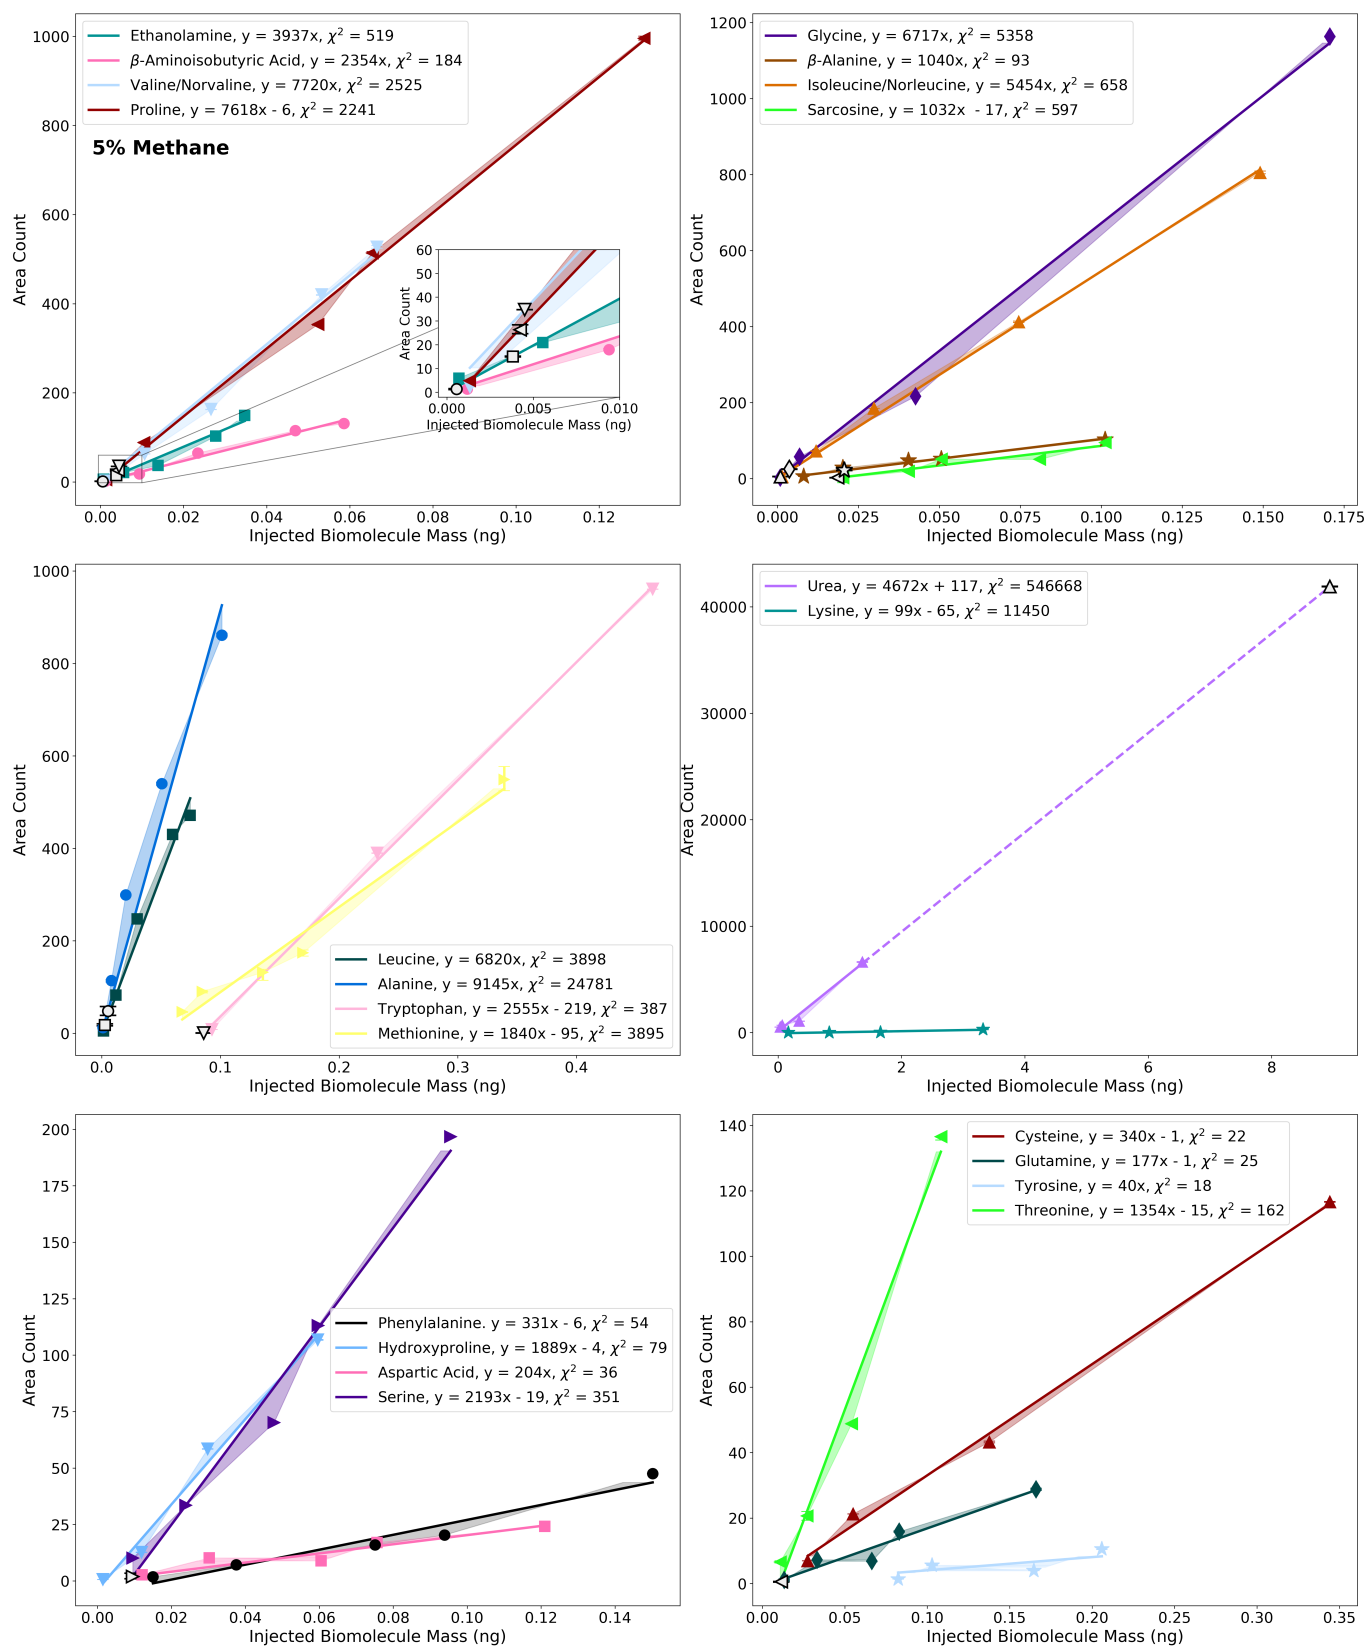 Ethanolamine, y = 3937x, χ² = 519
β-Aminoisobutyric Acid, y = 2354x, χ² = 184
Valine/Norvaline, y = 7720x, χ² = 2525
Proline, y = 7618x - 6, χ² = 2241
5% Methane
1000
800
600
400
200
0
Area Count
0.00 0.02 0.04 0.06 0.08 0.10 0.12
Injected Biomolecule Mass (ng)
60
50
40
30
20
10
0
Area Count
0.000 0.005 0.010
Injected Biomolecule Mass (ng)
Glycine, y = 6717x, χ² = 5358
β-Alanine, y = 1040x, χ² = 93
Isoleucine/Norleucine, y = 5454x, χ² = 658
Sarcosine, y = 1032x - 17, χ² = 597
1200
1000
800
600
400
200
0
Area Count
0.000 0.025 0.050 0.075 0.100 0.125 0.150 0.175
Injected Biomolecule Mass (ng)
1000
800
600
400
200
0
Area Count
Leucine, y = 6820x, χ² = 3898
Alanine, y = 9145x, χ² = 24781
Tryptophan, y = 2555x - 219, χ² = 387
Methionine, y = 1840x - 95, χ² = 3895
0.0 0.1 0.2 0.3 0.4
Injected Biomolecule Mass (ng)
Urea, y = 4672x + 117, χ² = 546668
Lysine, y = 99x - 65, χ² = 11450
40000
30000
20000
10000
0
Area Count
0 2 4 6 8
Injected Biomolecule Mass (ng)
200
175
150
125
100
75
50
25
0
Area Count
Phenylalanine. y = 331x - 6, χ² = 54
Hydroxyproline, y = 1889x - 4, χ² = 79
Aspartic Acid, y = 204x, χ² = 36
Serine, y = 2193x - 19, χ² = 351
0.00 0.02 0.04 0.06 0.08 0.10 0.12 0.14
Injected Biomolecule Mass (ng)
Cysteine, y = 340x - 1, χ² = 22
Glutamine, y = 177x - 1, χ² = 25
Tyrosine, y = 40x, χ² = 18
Threonine, y = 1354x - 15, χ² = 162
140
120
100
80
60
40
20
0
Area Count
0.00 0.05 0.10 0.15 0.20 0.25 0.30 0.35
Injected Biomolecule Mass (ng)